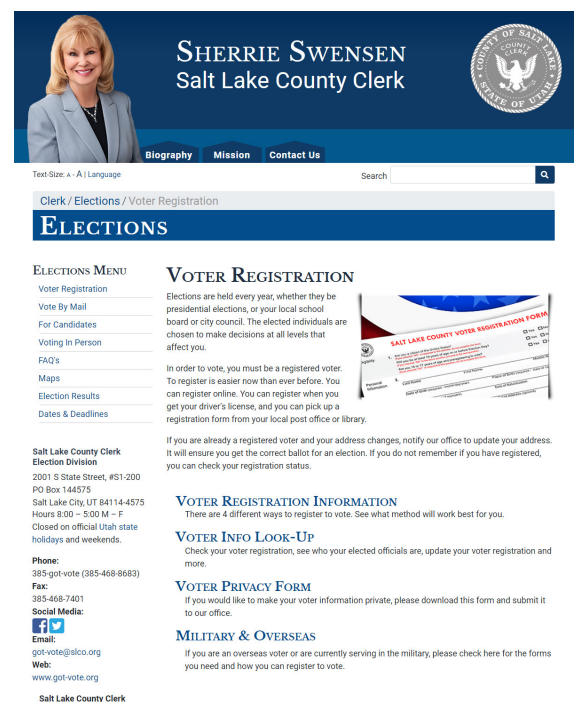 SHERRIE SWENSEN
Salt Lake County Clerk
COUNTY OF SALT LAKE
COUNTY CLERK
STATE OF UTAH
Biography Mission Contact Us
Text-Size: A - A | Language
Search
Clerk / Elections / Voter Registration
ELECTIONS
ELECTIONS MENU
Voter Registration
Vote By Mail
For Candidates
Voting In Person
FAQ's
Maps
Election Results
Dates & Deadlines
Salt Lake County Clerk
Election Division
2001 S State Street, #S1-200
PO Box 144575
Salt Lake City, UT 84114-4575
Hours 8:00 – 5:00 M – F
Closed on official Utah state
holidays and weekends.
Phone:
385-got-vote (385-468-8683)
Fax:
385-468-7401
Social Media:
Email:
got-vote@slco.org
Web:
www.got-vote.org
Salt Lake County Clerk
VOTER REGISTRATION
Elections are held every year, whether they be
presidential elections, or your local school
board or city council. The elected individuals are
chosen to make decisions at all levels that
affect you.
In order to vote, you must be a registered voter.
To register is easier now than ever before. You
can register online. You can register when you
get your driver's license, and you can pick up a
registration form from your local post office or library.
SALT LAKE COUNTY VOTER REGISTRATION FORM
If you are already a registered voter and your address changes, notify our office to update your address.
It will ensure you get the correct ballot for an election. If you do not remember if you have registered,
you can check your registration status.
VOTER REGISTRATION INFORMATION
There are 4 different ways to register to vote. See what method will work best for you.
VOTER INFO LOOK-UP
Check your voter registration, see who your elected officials are, update your voter registration and
more.
VOTER PRIVACY FORM
If you would like to make your voter information private, please download this form and submit it
to our office.
MILITARY & OVERSEAS
If you are an overseas voter or are currently serving in the military, please check here for the forms
you need and how you can register to vote.